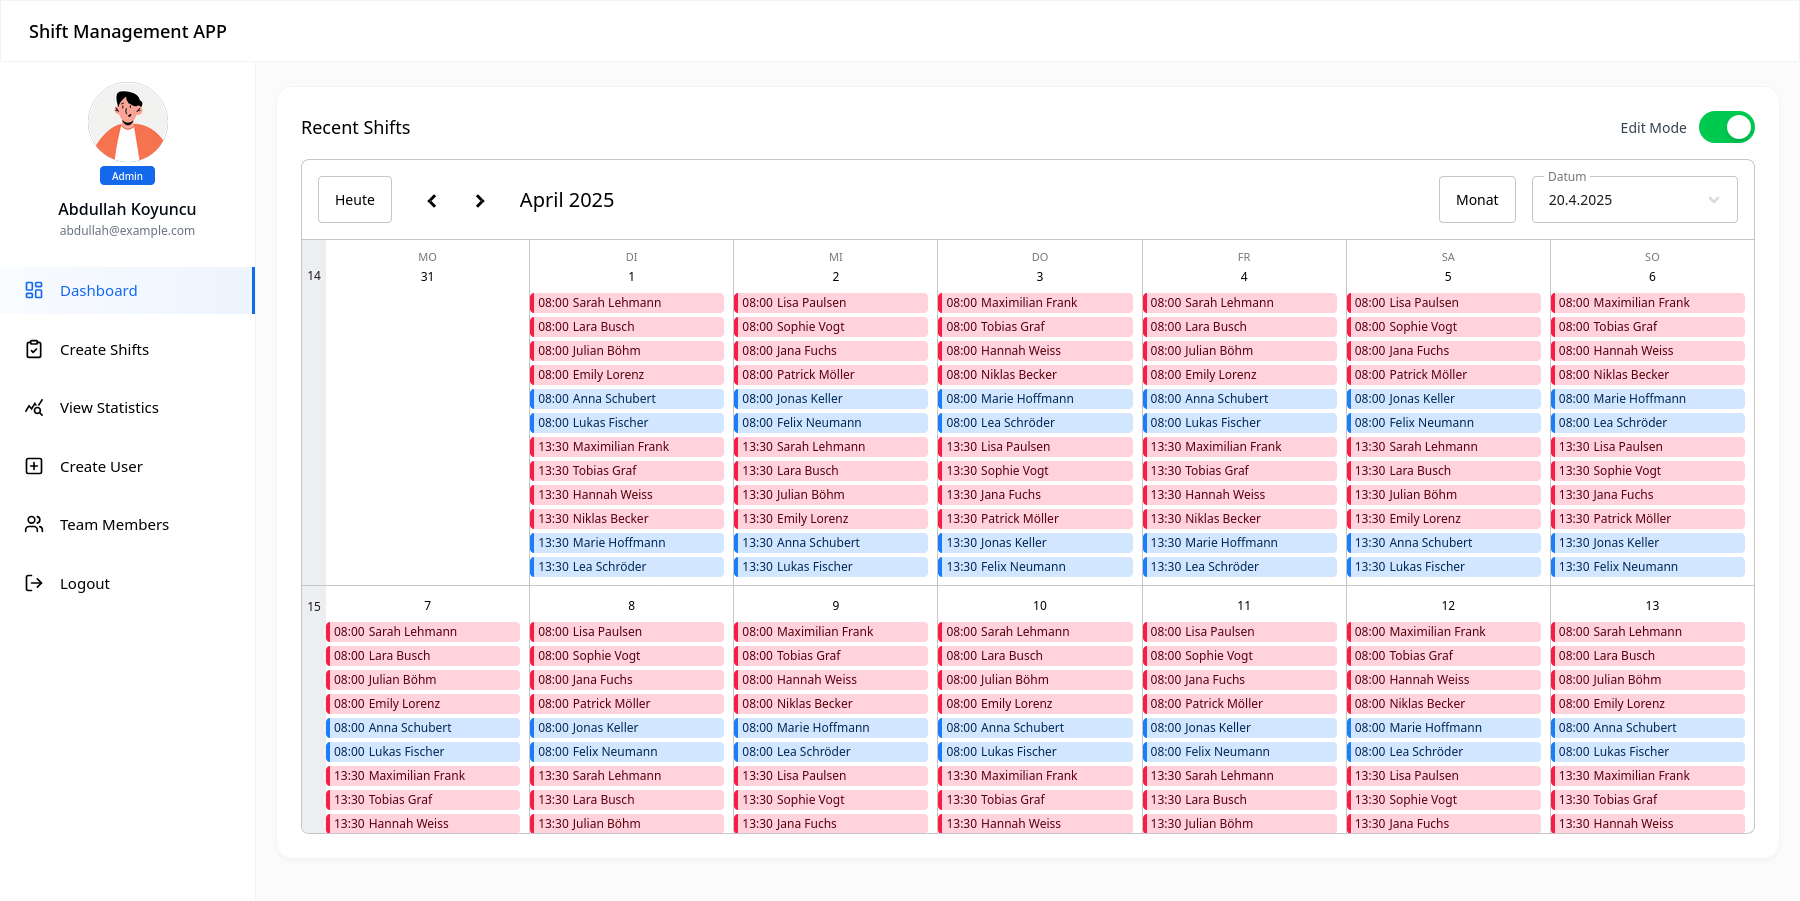 Shift Management APP
Admin
Abdullah Koyuncu
abdullah@example.com
Dashboard
Create Shifts
View Statistics
Create User
Team Members
Logout
Recent Shifts
Edit Mode
Heute
April 2025
Monat
Datum
20.4.2025
MO DI MI DO FR SA SO
14 31 1 2 3 4 5 6
08:00 Sarah Lehmann 08:00 Lisa Paulsen 08:00 Maximilian Frank 08:00 Sarah Lehmann 08:00 Lisa Paulsen 08:00 Maximilian Frank
08:00 Lara Busch 08:00 Sophie Vogt 08:00 Tobias Graf 08:00 Lara Busch 08:00 Sophie Vogt 08:00 Tobias Graf
08:00 Julian Böhm 08:00 Jana Fuchs 08:00 Hannah Weiss 08:00 Julian Böhm 08:00 Jana Fuchs 08:00 Hannah Weiss
08:00 Emily Lorenz 08:00 Patrick Möller 08:00 Niklas Becker 08:00 Emily Lorenz 08:00 Patrick Möller 08:00 Niklas Becker
08:00 Anna Schubert 08:00 Jonas Keller 08:00 Marie Hoffmann 08:00 Anna Schubert 08:00 Jonas Keller 08:00 Marie Hoffmann
08:00 Lukas Fischer 08:00 Felix Neumann 08:00 Lea Schröder 08:00 Lukas Fischer 08:00 Felix Neumann 08:00 Lea Schröder
13:30 Maximilian Frank 13:30 Sarah Lehmann 13:30 Lisa Paulsen 13:30 Maximilian Frank 13:30 Sarah Lehmann 13:30 Lisa Paulsen
13:30 Tobias Graf 13:30 Lara Busch 13:30 Sophie Vogt 13:30 Tobias Graf 13:30 Lara Busch 13:30 Sophie Vogt
13:30 Hannah Weiss 13:30 Julian Böhm 13:30 Jana Fuchs 13:30 Hannah Weiss 13:30 Julian Böhm 13:30 Jana Fuchs
13:30 Niklas Becker 13:30 Emily Lorenz 13:30 Patrick Möller 13:30 Niklas Becker 13:30 Emily Lorenz 13:30 Patrick Möller
13:30 Marie Hoffmann 13:30 Anna Schubert 13:30 Jonas Keller 13:30 Marie Hoffmann 13:30 Anna Schubert 13:30 Jonas Keller
13:30 Lea Schröder 13:30 Lukas Fischer 13:30 Felix Neumann 13:30 Lea Schröder 13:30 Lukas Fischer 13:30 Felix Neumann
15 7 8 9 10 11 12 13
08:00 Sarah Lehmann 08:00 Lisa Paulsen 08:00 Maximilian Frank 08:00 Sarah Lehmann 08:00 Lisa Paulsen 08:00 Maximilian Frank 08:00 Sarah Lehmann
08:00 Lara Busch 08:00 Sophie Vogt 08:00 Tobias Graf 08:00 Lara Busch 08:00 Sophie Vogt 08:00 Tobias Graf 08:00 Lara Busch
08:00 Julian Böhm 08:00 Jana Fuchs 08:00 Hannah Weiss 08:00 Julian Böhm 08:00 Jana Fuchs 08:00 Hannah Weiss 08:00 Julian Böhm
08:00 Emily Lorenz 08:00 Patrick Möller 08:00 Niklas Becker 08:00 Emily Lorenz 08:00 Patrick Möller 08:00 Niklas Becker 08:00 Emily Lorenz
08:00 Anna Schubert 08:00 Jonas Keller 08:00 Marie Hoffmann 08:00 Anna Schubert 08:00 Jonas Keller 08:00 Marie Hoffmann 08:00 Anna Schubert
08:00 Lukas Fischer 08:00 Felix Neumann 08:00 Lea Schröder 08:00 Lukas Fischer 08:00 Felix Neumann 08:00 Lea Schröder 08:00 Lukas Fischer
13:30 Maximilian Frank 13:30 Sarah Lehmann 13:30 Lisa Paulsen 13:30 Maximilian Frank 13:30 Sarah Lehmann 13:30 Lisa Paulsen 13:30 Maximilian Frank
13:30 Tobias Graf 13:30 Lara Busch 13:30 Sophie Vogt 13:30 Tobias Graf 13:30 Lara Busch 13:30 Sophie Vogt 13:30 Tobias Graf
13:30 Hannah Weiss 13:30 Julian Böhm 13:30 Jana Fuchs 13:30 Hannah Weiss 13:30 Julian Böhm 13:30 Jana Fuchs 13:30 Hannah Weiss